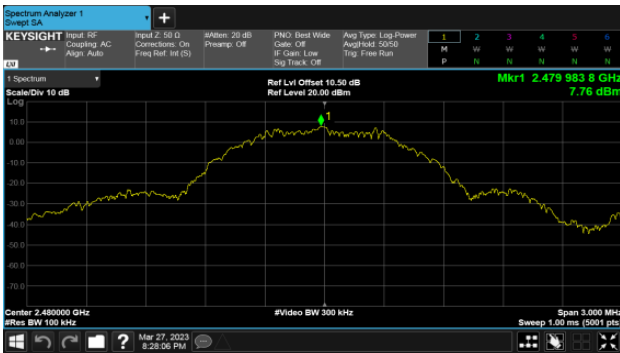 Spectrum Analyzer 1
Swept SA
KEYSIGHT
Input: RF
Coupling: AC
Align: Auto
Input Z: 50 Ω
Corrections: On
Freq Ref: Int (S)
#Atten: 20 dB
Preamp: Off
PNO: Best Wide
Gate: Off
IF Gain: Low
Sig Track: Off
Avg Type: Log-Power
Avg|Hold: 50/50
Trig: Free Run
1 2 3 4 5 6
M W W W W W
P N N N N N
LXI
1 Spectrum
Scale/Div 10 dB
Log
Ref Lvl Offset 10.50 dB
Ref Level 20.00 dBm
Mkr1 2.479 983 8 GHz
7.76 dBm
1
10.0
0.00
-10.0
-20.0
-30.0
-40.0
-50.0
-60.0
-70.0
Center 2.480000 GHz
#Res BW 100 kHz
#Video BW 300 kHz
Span 3.000 MHz
Sweep 1.00 ms (5001 pts)
?
Mar 27, 2023
8:28:06 PM